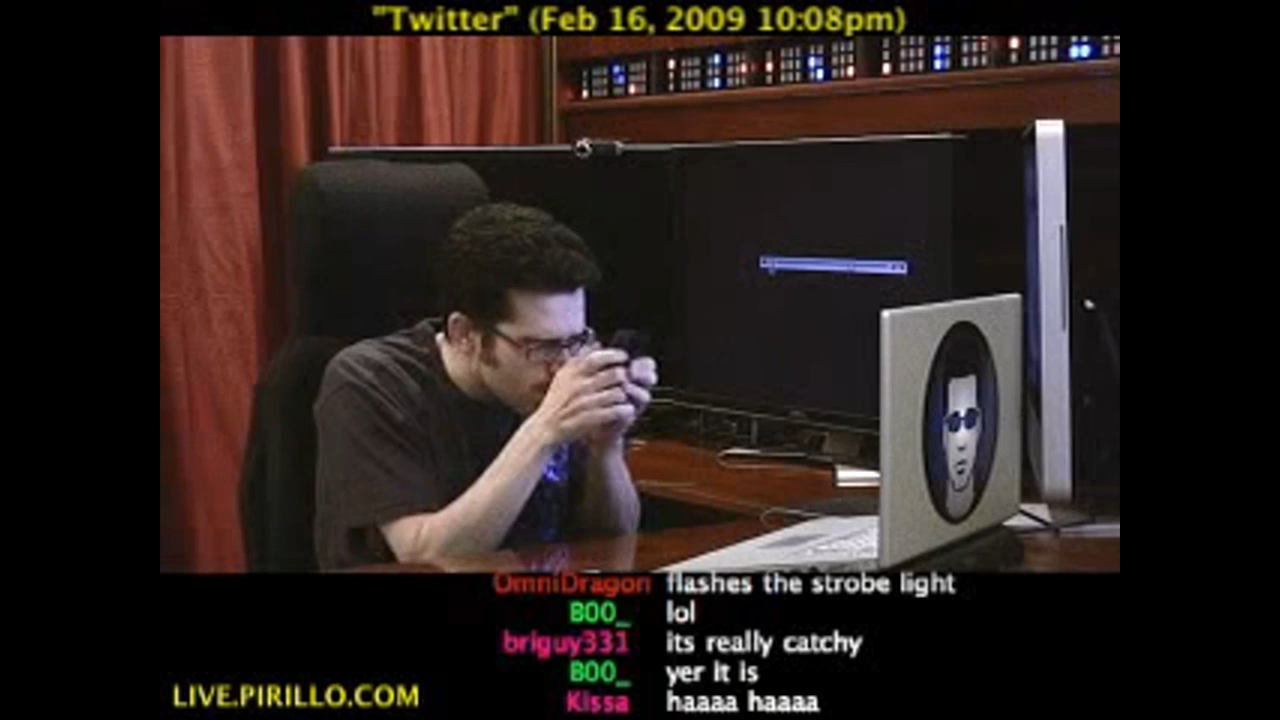 "Twitter" (Feb 16, 2009 10:08pm)
OmniDragon flashes the strobe light
BOO_ lol
briguy331 its really catchy
BOO_ yer it is
Kissa haaaa haaaa
LIVE.PIRILLO.COM